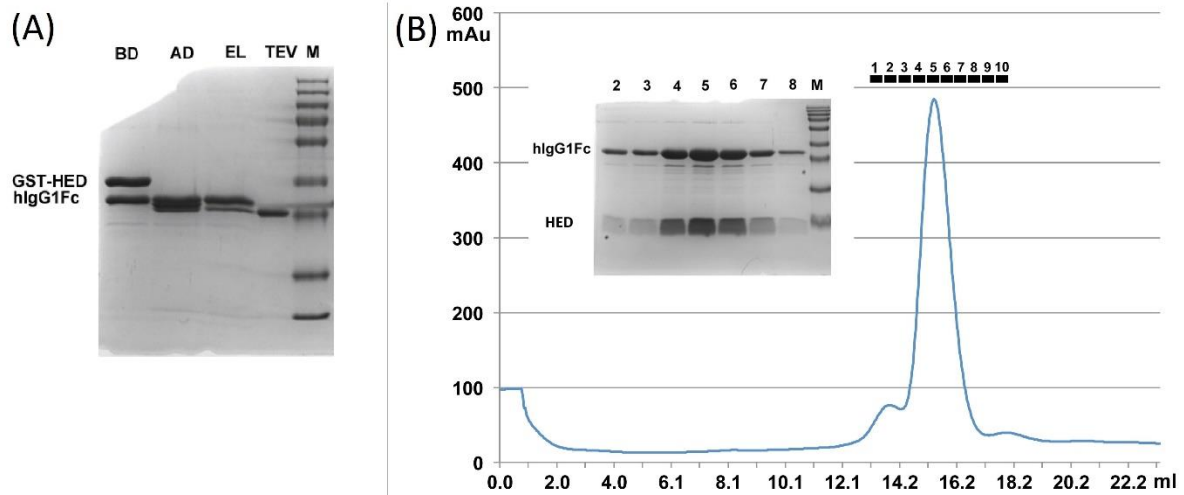 (A)
BD AD EL TEV M
GST-HED
hIgG1Fc
(B)
600
mAu
500
400
300
200
100
0
1 2 3 4 5 6 7 8 9 10
2 3 4 5 6 7 8 M
hIgG1Fc
HED
0.0 2.0 4.0 6.1 8.1 10.1 12.1 14.2 16.2 18.2 20.2 22.2 ml